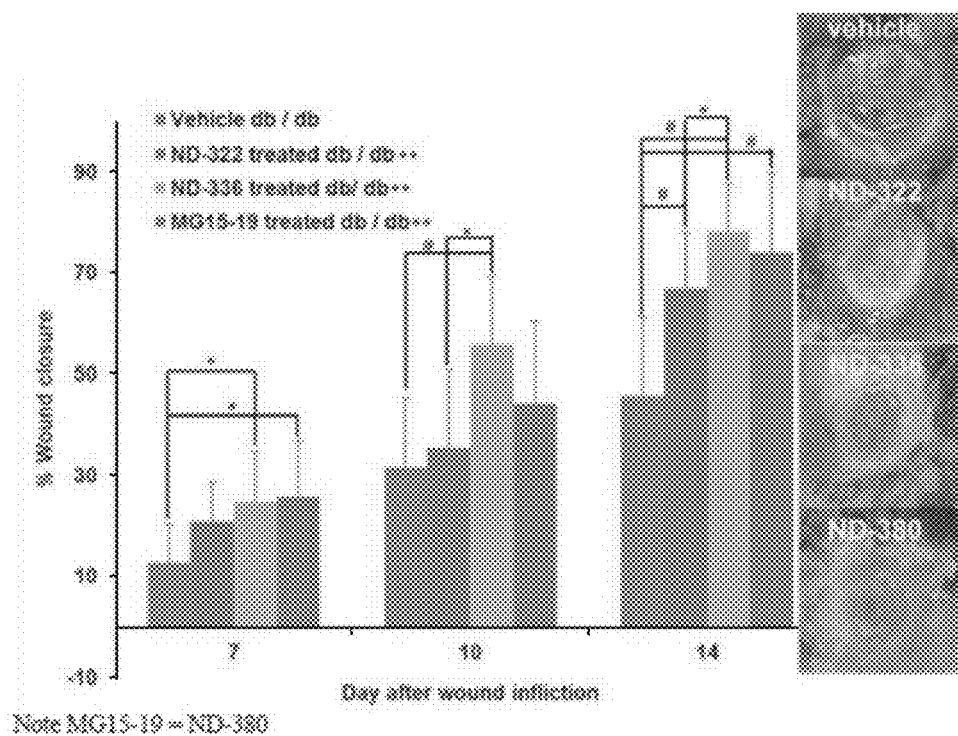 Vehicle db / db
ND-322 treated db / db++
ND-336 treated db/ db++
MG15-19 treated db / db++
% Wound closure
90
70
50
30
10
-10
*
*
#
*
#
#
#
*
7
10
14
Day after wound infliction
vehicle
ND-322
ND-380
Note MG15-19 = ND-380